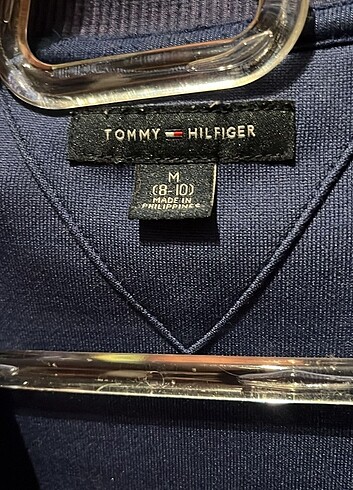 TOMMY HILFIGER
M
(8-10)
MADE IN
PHILIPPINES